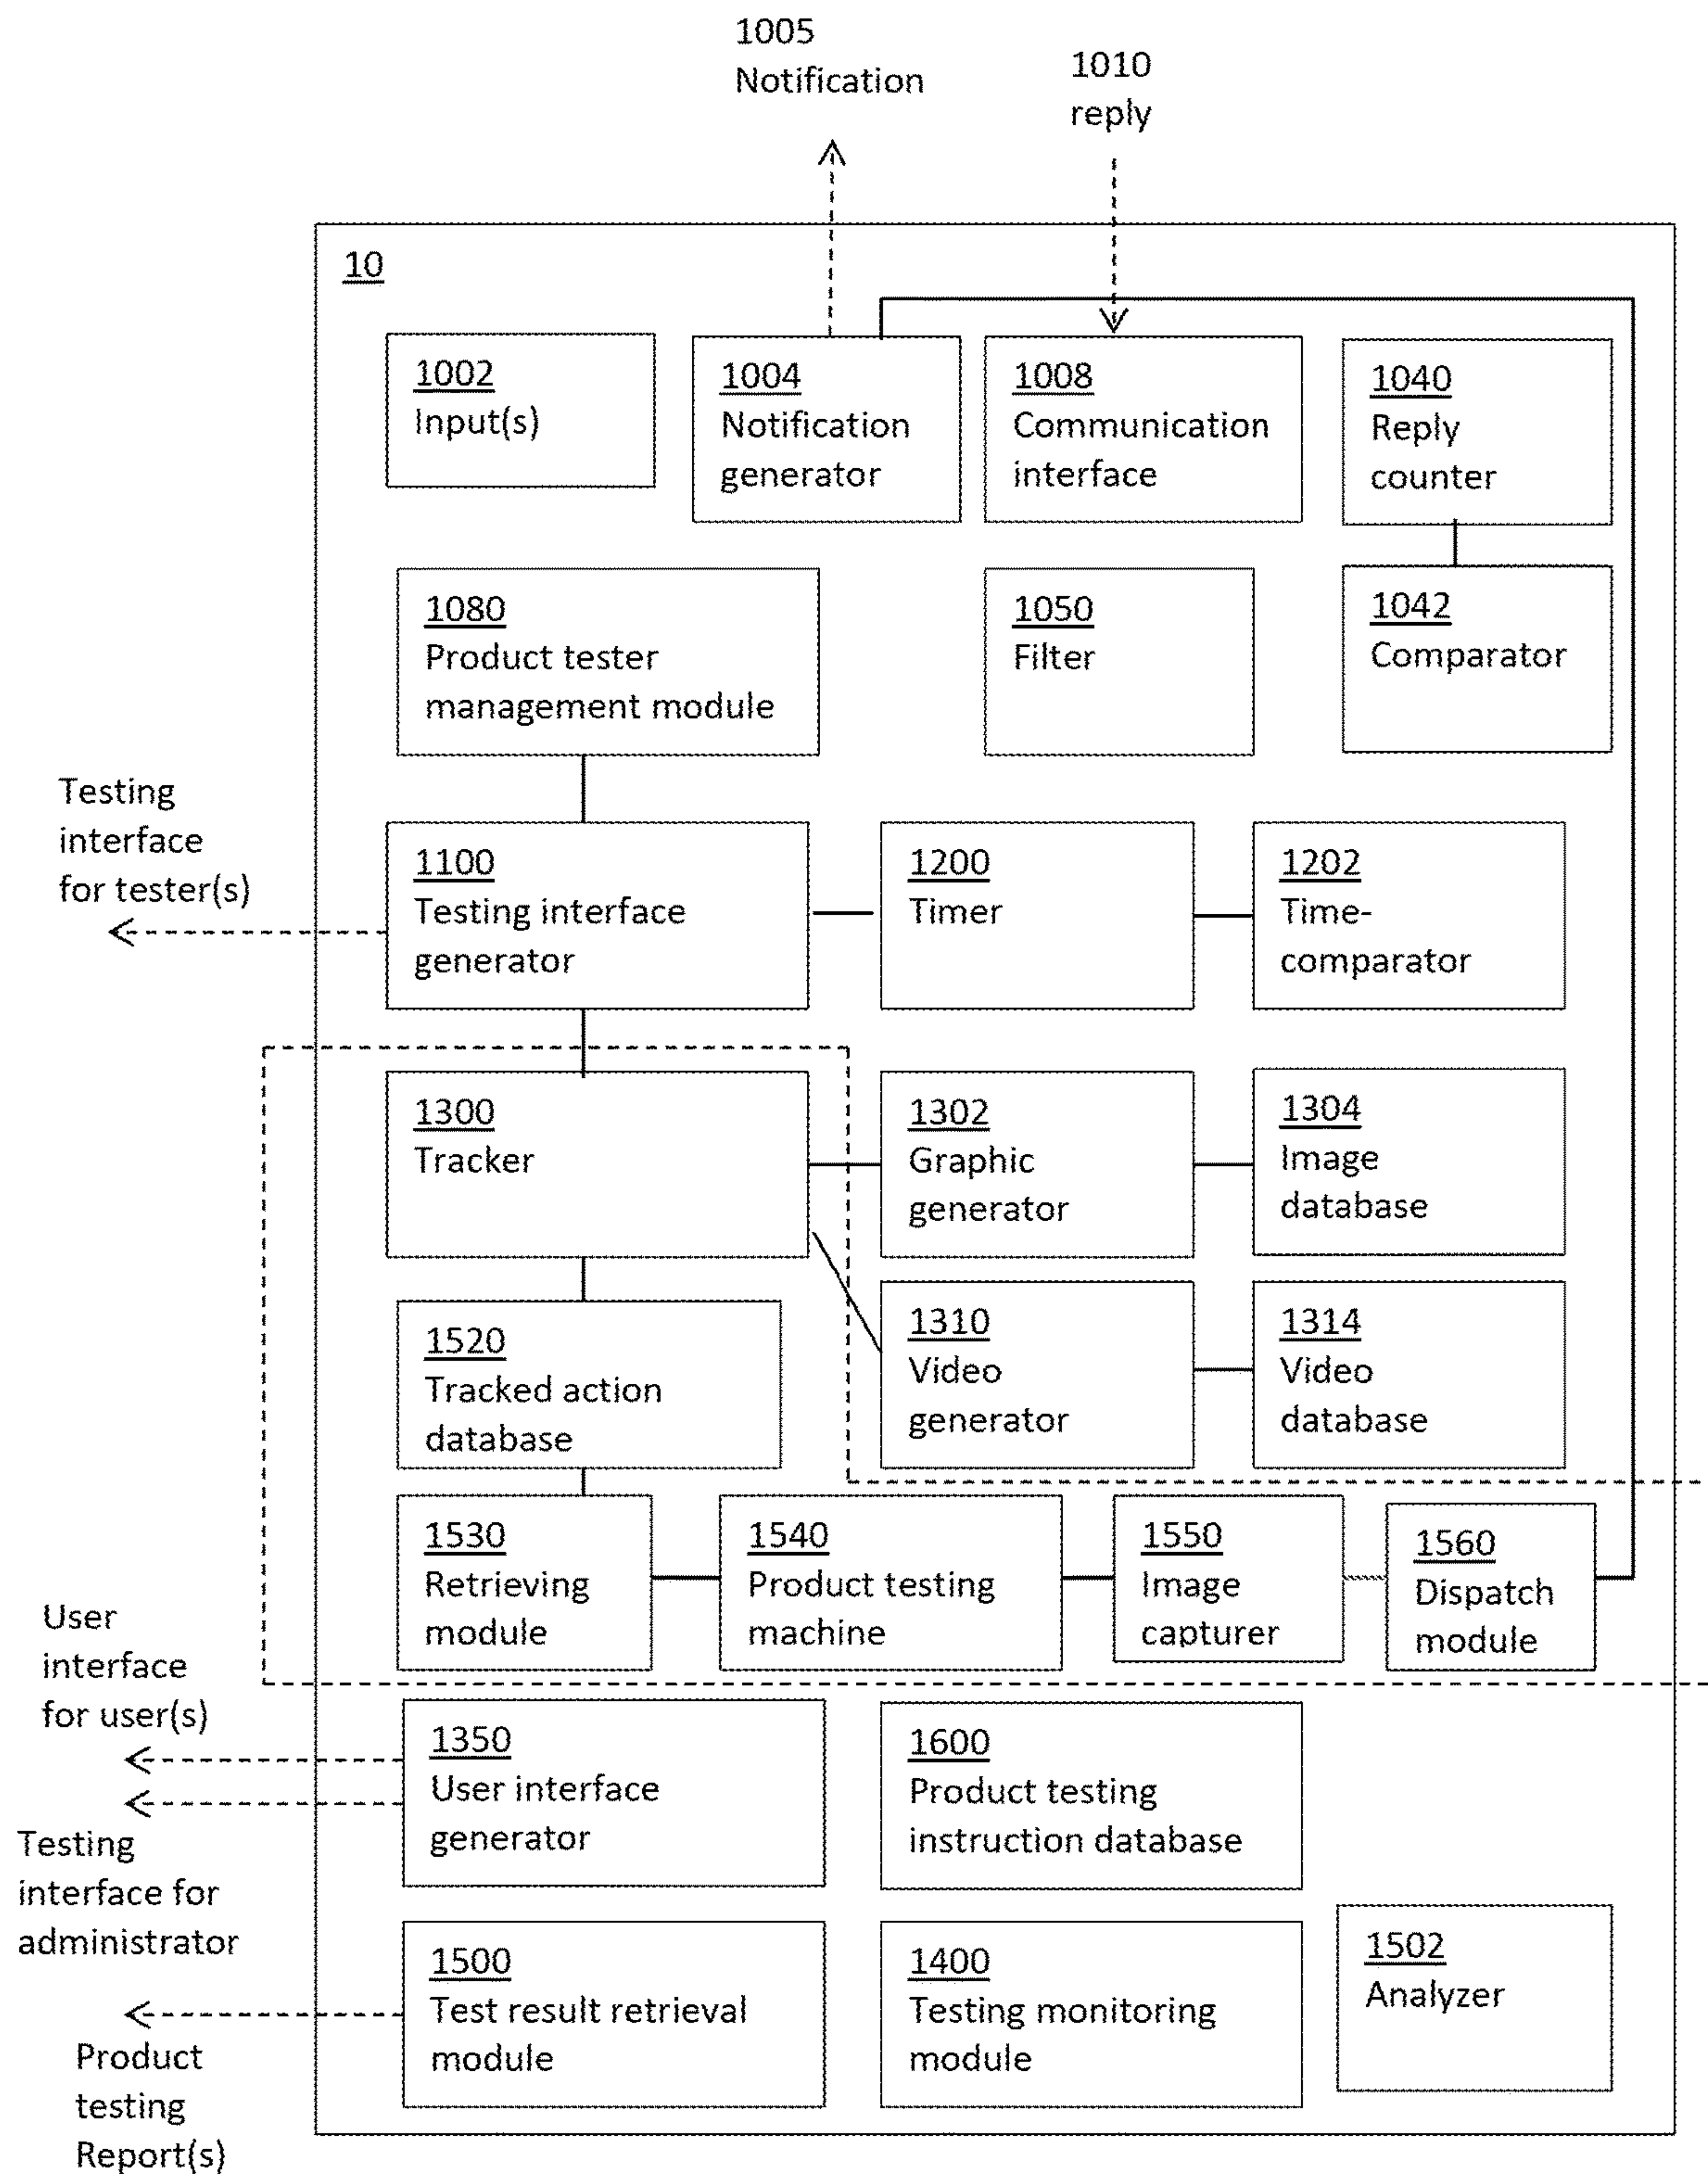 1005
Notification
1010
reply
10
1002
Input(s)
1004
Notification
generator
1008
Communication
interface
1040
Reply
counter
1080
Product tester
management module
1050
Filter
1042
Comparator
Testing
interface
for tester(s)
1100
Testing interface
generator
1200
Timer
1202
Time-
comparator
1300
Tracker
1302
Graphic
generator
1304
Image
database
1520
Tracked action
database
1310
Video
generator
1314
Video
database
1530
Retrieving
module
1540
Product testing
machine
1550
Image
capturer
1560
Dispatch
module
User
interface
for user(s)
1350
User interface
generator
1600
Product testing
instruction database
Testing
interface for
administrator
1500
Test result retrieval
module
1400
Testing monitoring
module
1502
Analyzer
Product
testing
Report(s)